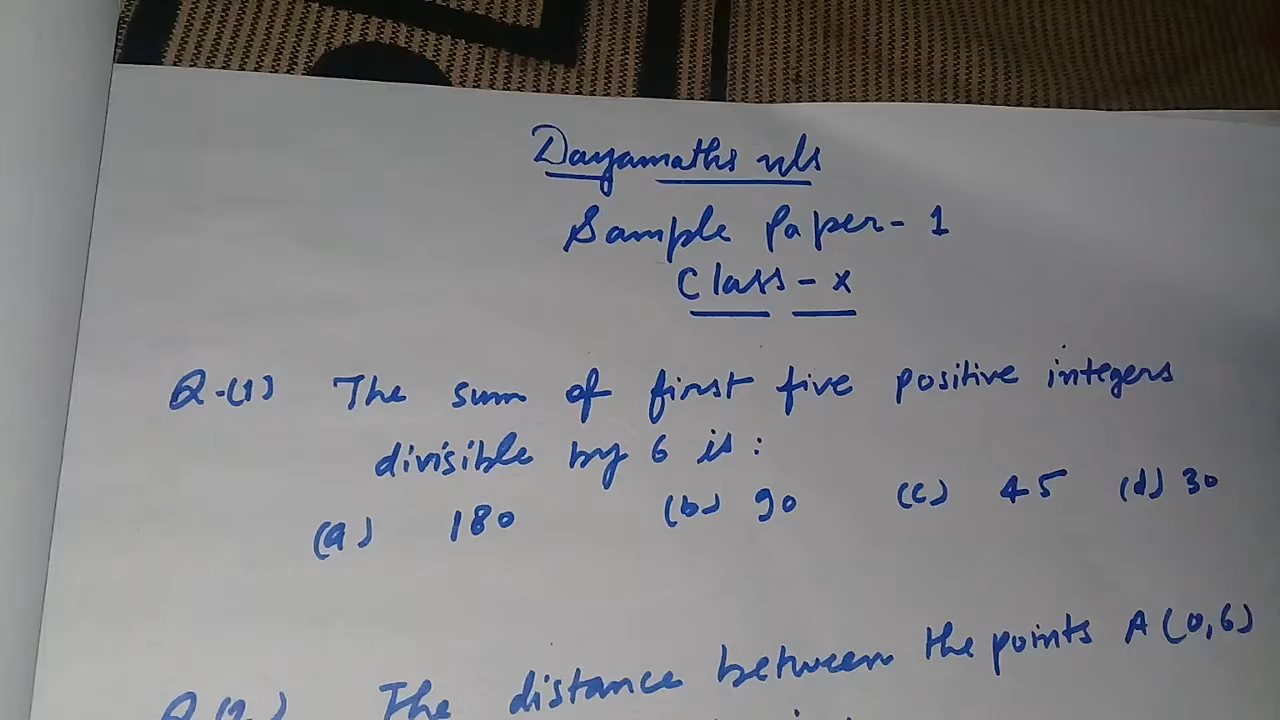 Dayamaths nls
Sample Paper - 1
Class - X
Q.(1) The sum of first five positive integers
divisible by 6 is :
(a) 180 (b) 90 (c) 45 (d) 30
Q.(2) The distance between the points A(0,6)